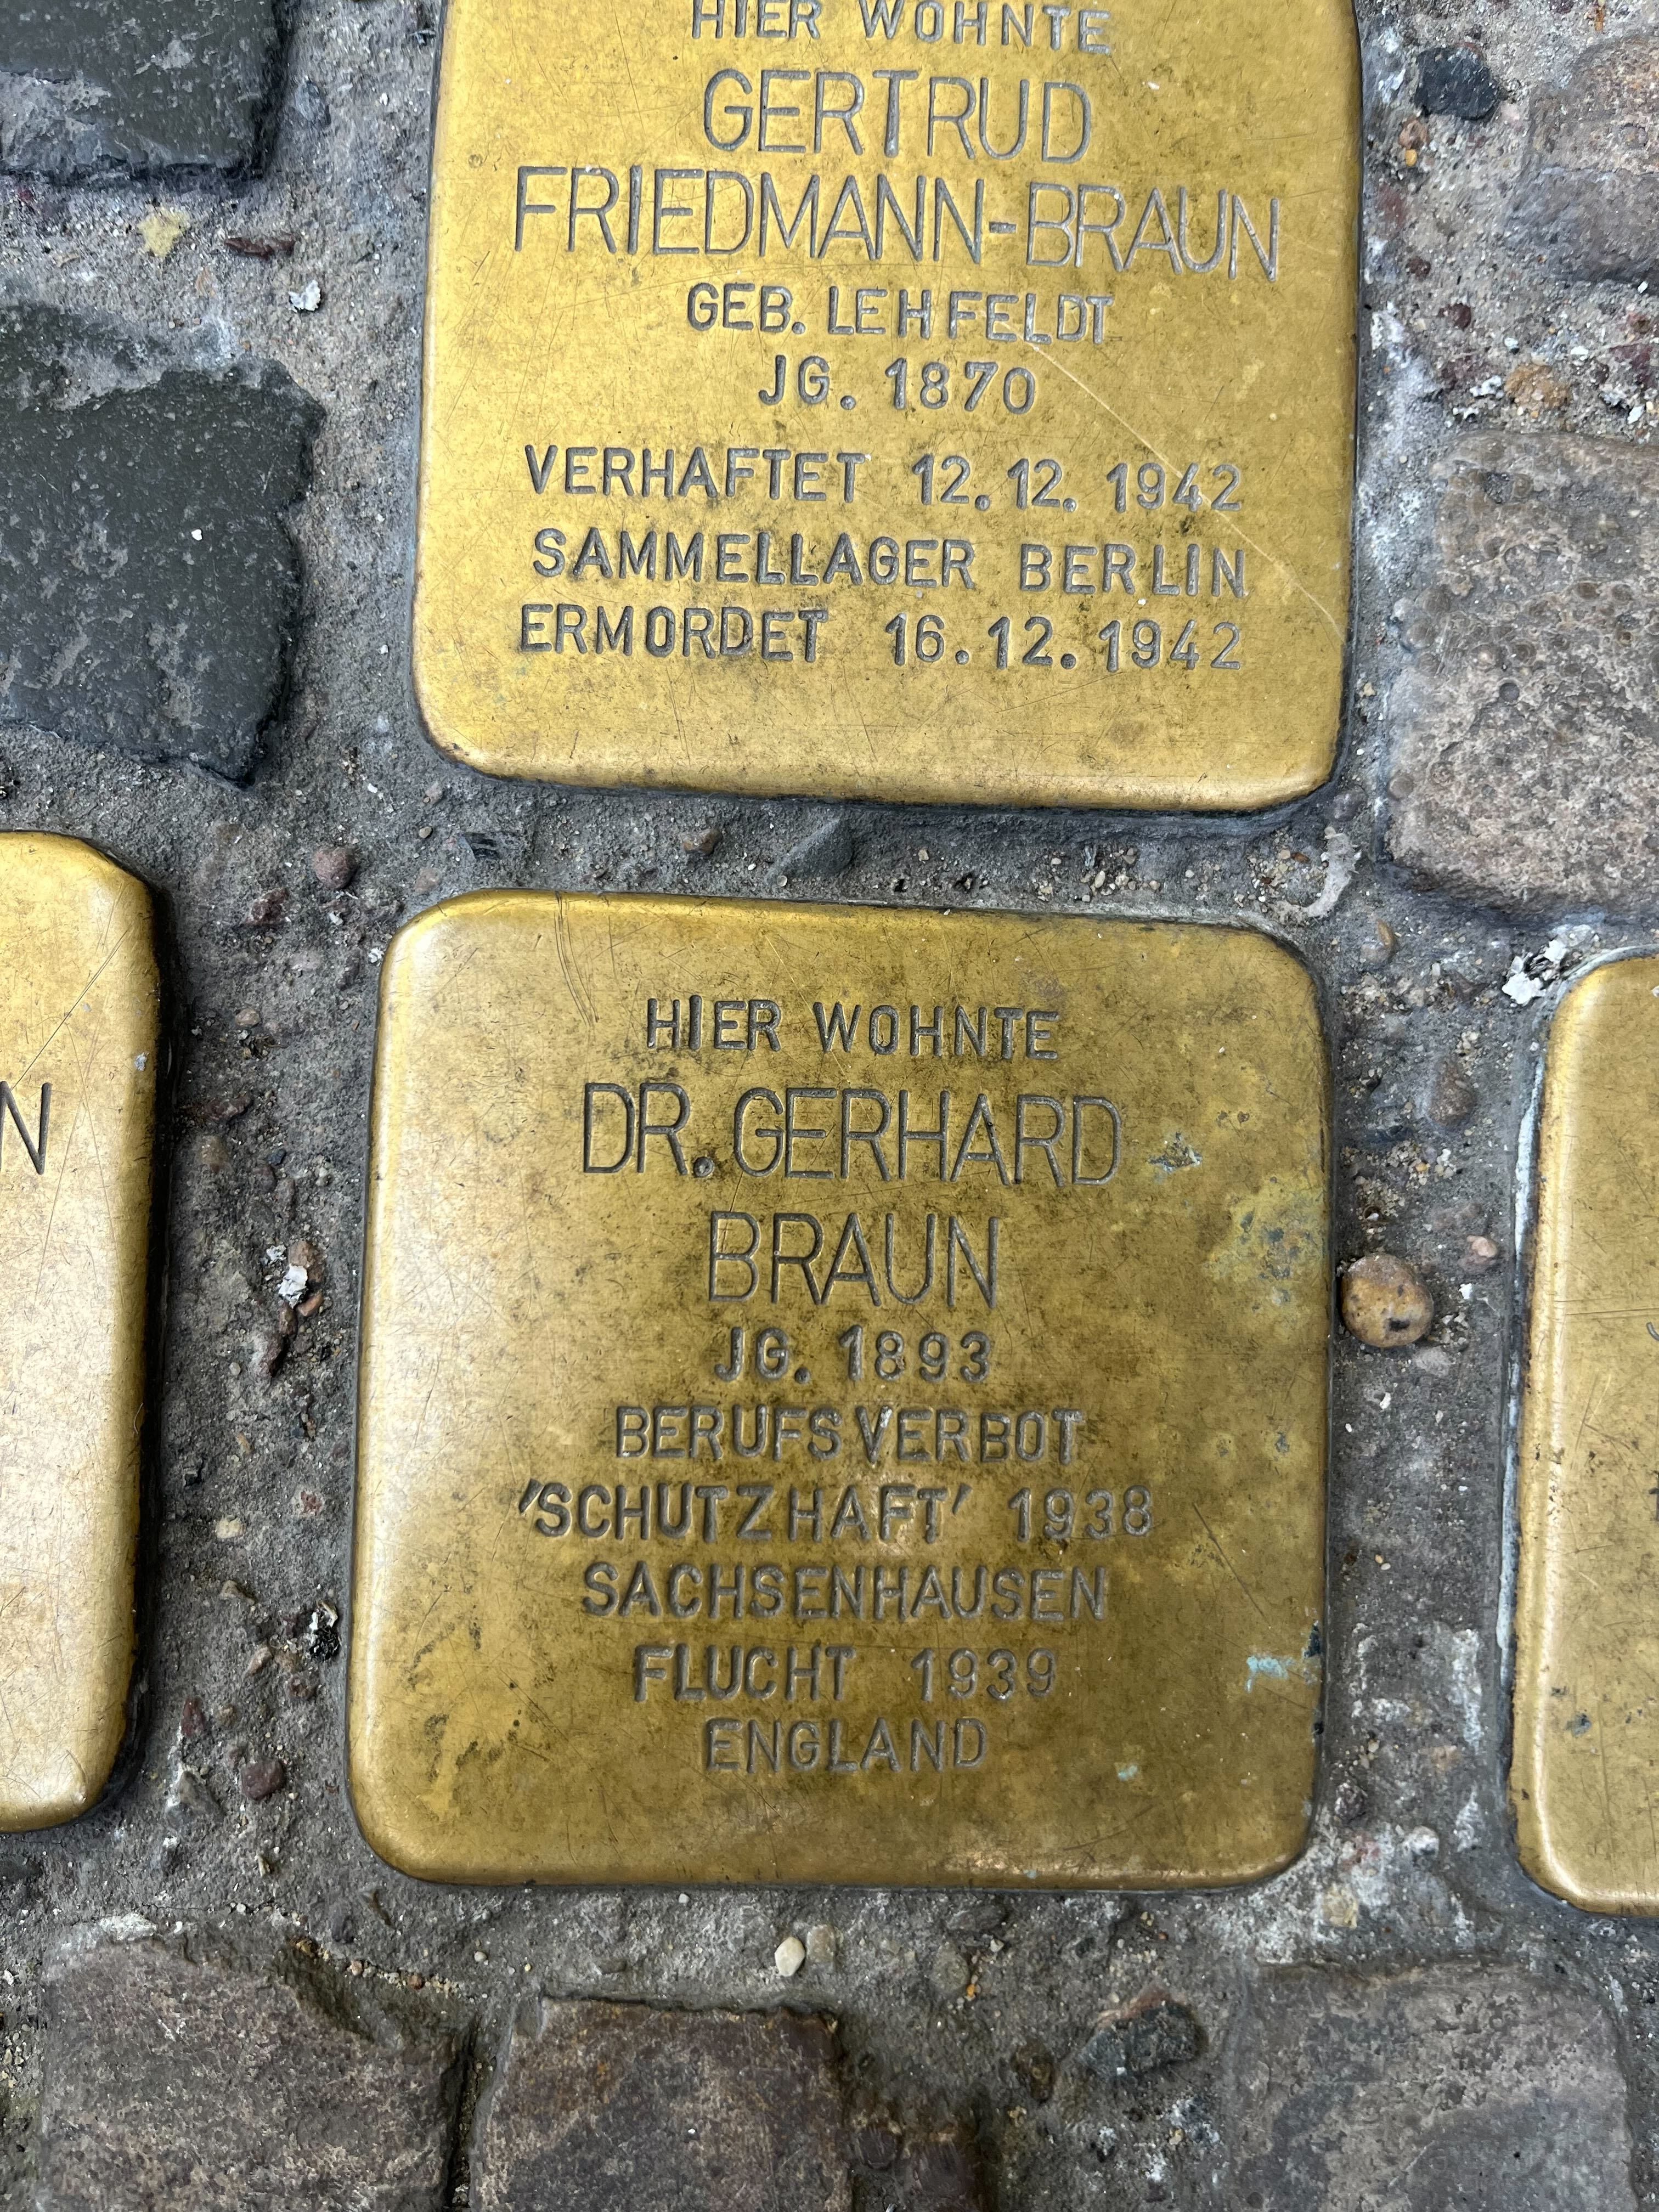 HIER WOHNTE
GERTRUD
FRIEDMANN-BRAUN
GEB. LEHFELDT
JG. 1870
VERHAFTET 12.12.1942
SAMMELLAGER BERLIN
ERMORDET 16.12.1942
N
HIER WOHNTE
DR. GERHARD
BRAUN
JG. 1893
BERUFSVERBOT
'SCHUTZHAFT' 1938
SACHSENHAUSEN
FLUCHT 1939
ENGLAND